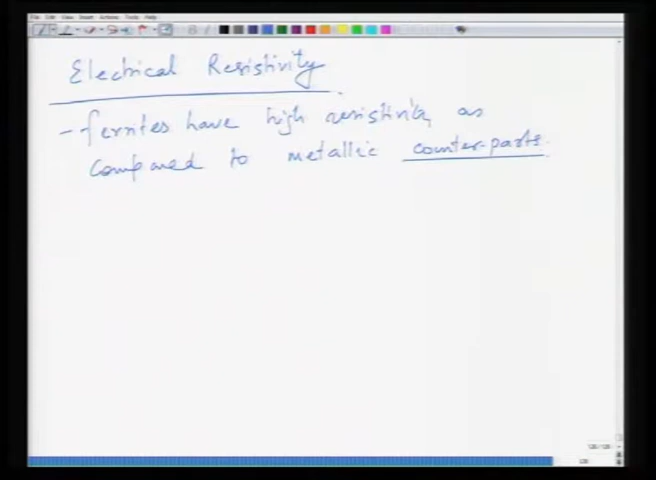 Electrical Resistivity
- ferrites have high resistivity as
compared to metallic counter-parts.